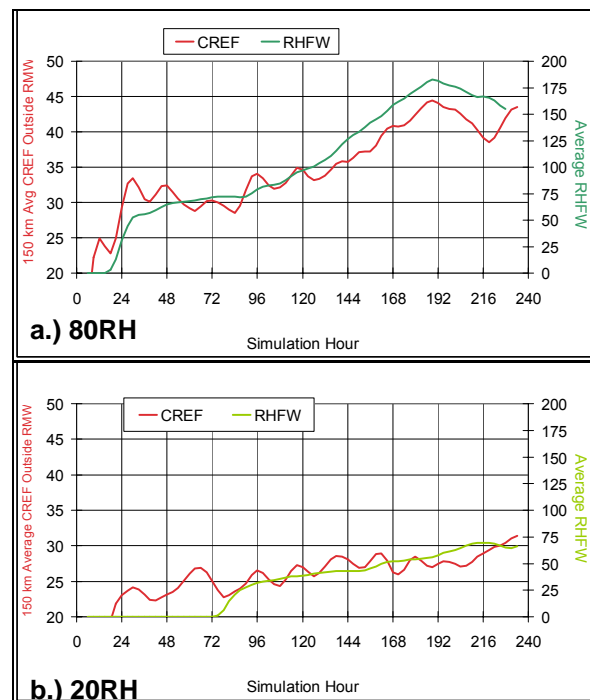 CREF RHFW
50
45
40
35
30
25
20
200
175
150
125
100
75
50
25
0
150 km Avg CREF Outside RMW
Average RHFW
0 24 48 72 96 120 144 168 192 216 240
a.) 80RH
Simulation Hour
CREF RHFW
50
45
40
35
30
25
20
200
175
150
125
100
75
50
25
0
150 km Average CREF Outside RMW
Average RHFW
0 24 48 72 96 120 144 168 192 216 240
b.) 20RH
Simulation Hour